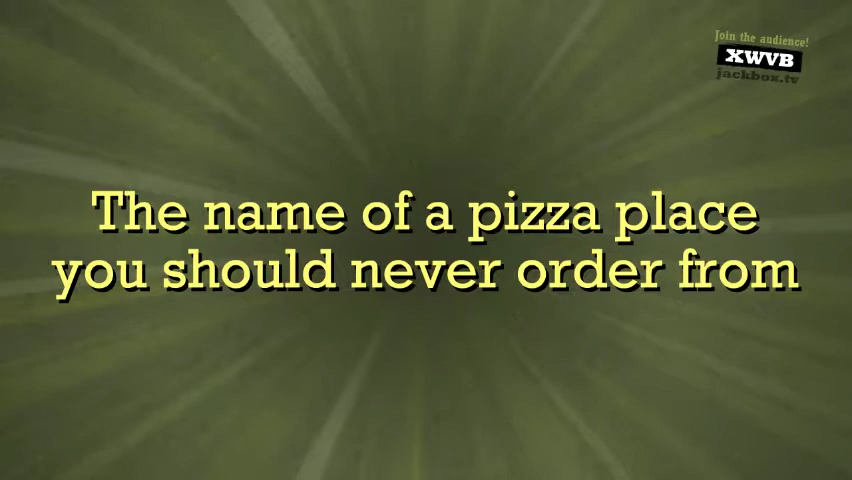 Join the audience!
XWVB
jackbox.tv
The name of a pizza place
you should never order from